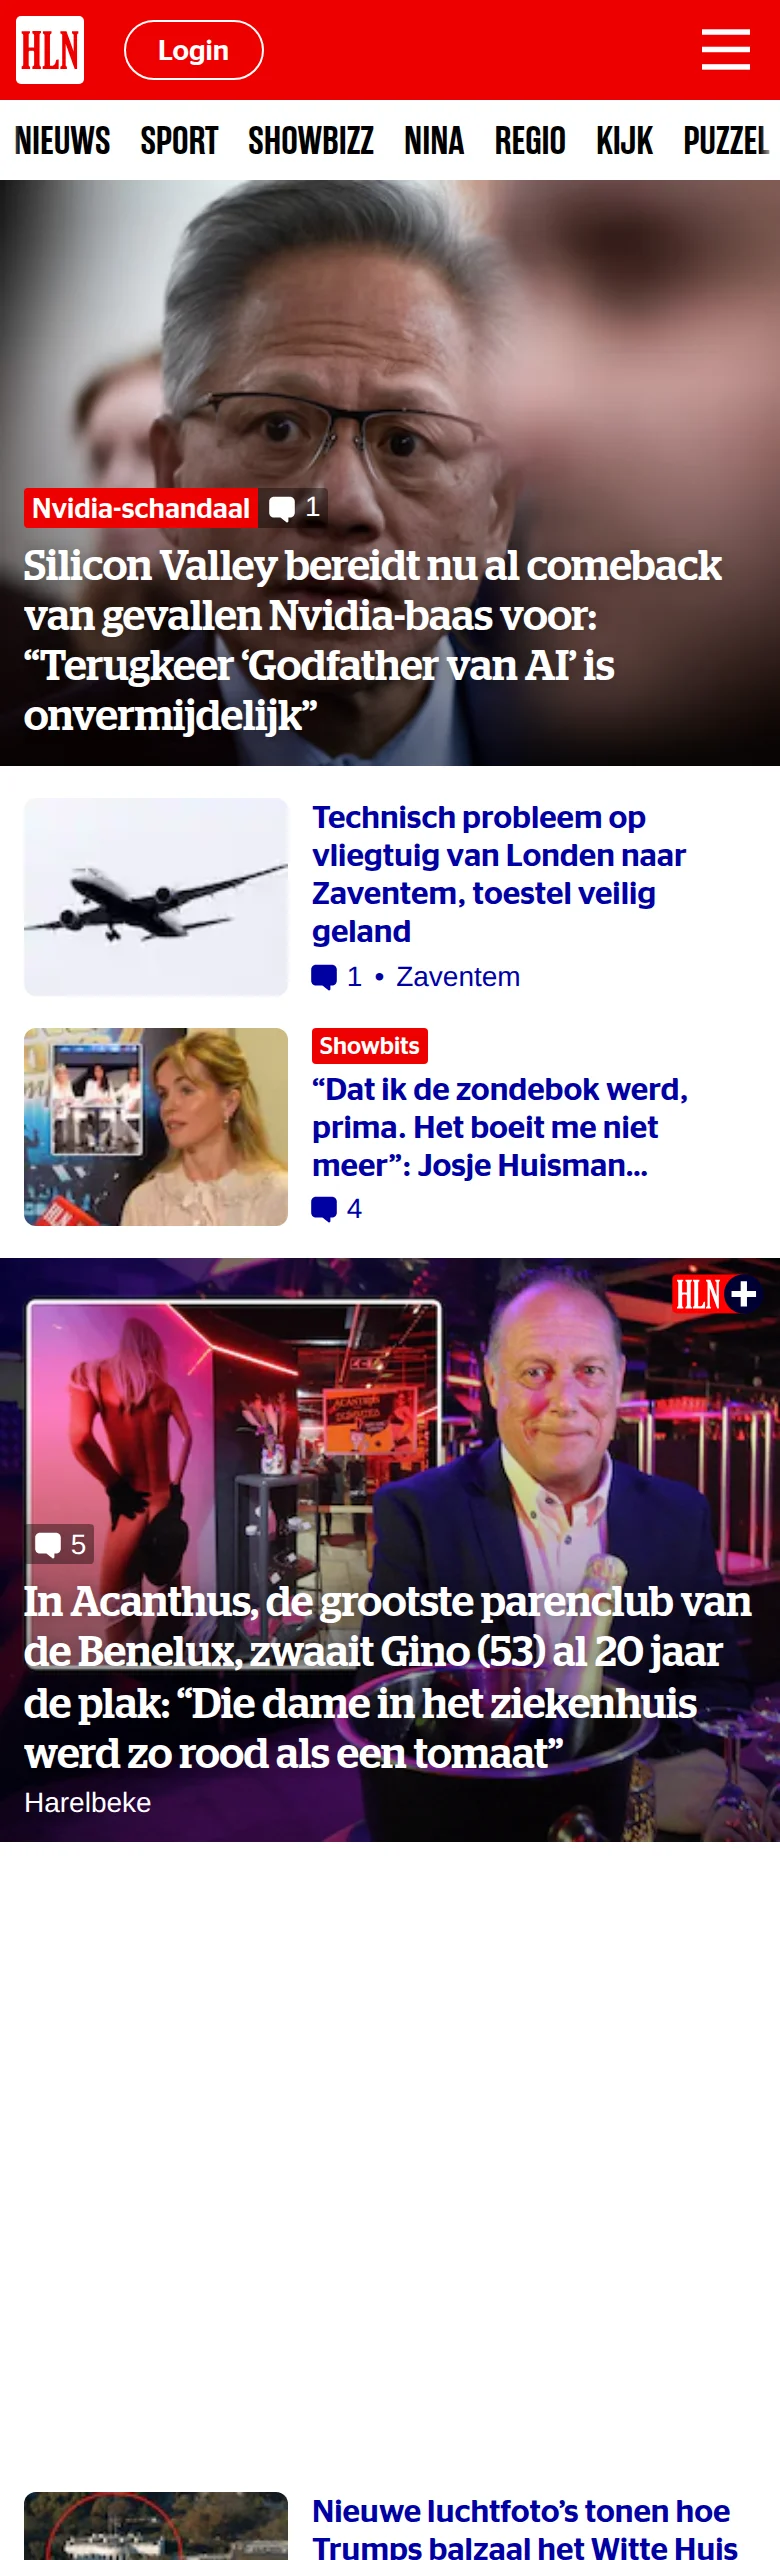 HLN
Login
NIEUWS SPORT SHOWBIZZ NINA REGIO KIJK PUZZEL
Nvidia-schandaal 1
Silicon Valley bereidt nu al comeback
van gevallen Nvidia-baas voor:
“Terugkeer ‘Godfather van AI’ is
onvermijdelijk”
Technisch probleem op
vliegtuig van Londen naar
Zaventem, toestel veilig
geland
1 • Zaventem
HLN
Showbits
“Dat ik de zondebok werd,
prima. Het boeit me niet
meer”: Josje Huisman...
4
HLN+
ACANTHUS
5
In Acanthus, de grootste parenclub van
de Benelux, zwaait Gino (53) al 20 jaar
de plak: “Die dame in het ziekenhuis
werd zo rood als een tomaat”
Harelbeke
Nieuwe luchtfoto’s tonen hoe
Trumps balzaal het Witte Huis